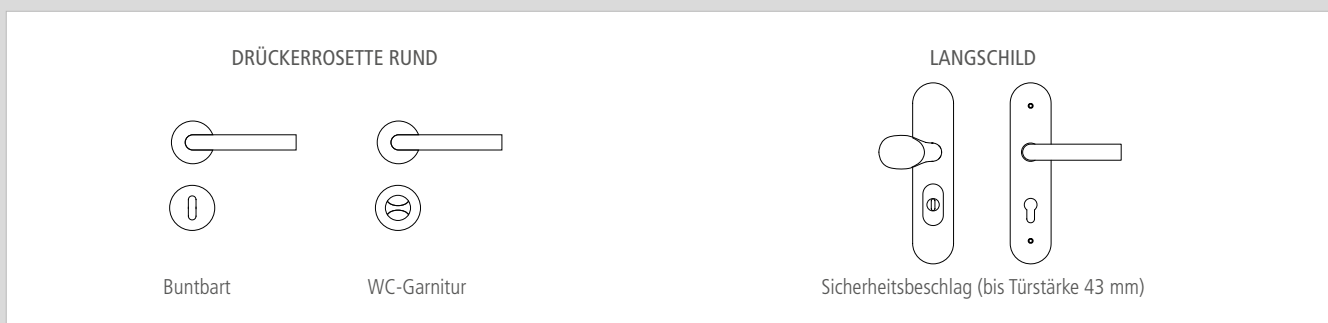 DRÜCKERROSETTE RUND
LANGSCHILD
Buntbart
WC-Garnitur
Sicherheitsbeschlag (bis Türstärke 43 mm)